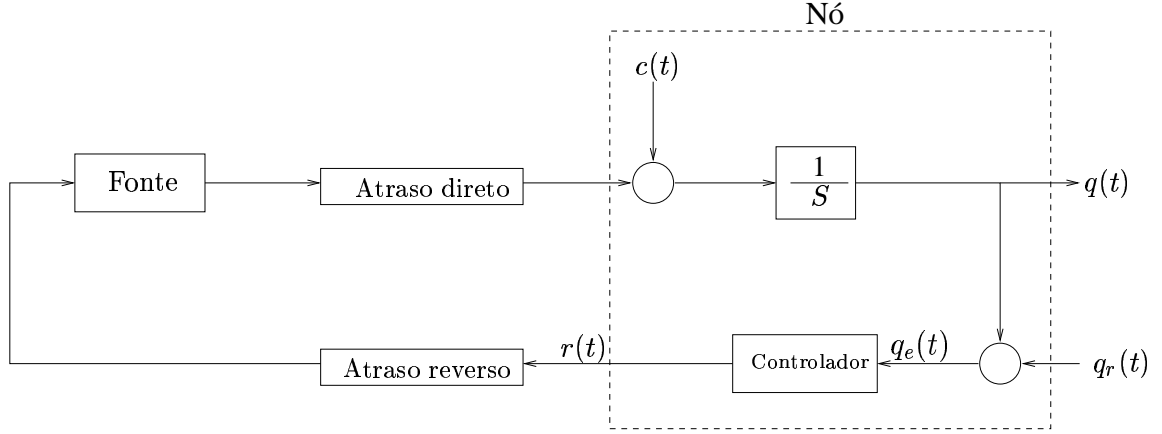 Nó
c(t)
Fonte
Atraso direto
1
S
q(t)
r(t)
Atraso reverso
Controlador
q_e(t)
q_r(t)